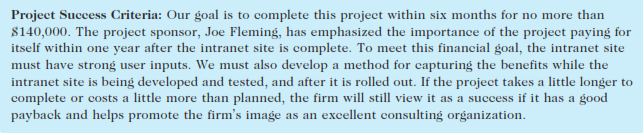 Project Success Criteria: Our goal is to complete this project within six months for no more than
$140,000. The project sponsor, Joe Fleming, has emphasized the importance of the project paying for
itself within one year after the intranet site is complete. To meet this financial goal, the intranet site
must have strong user inputs. We must also develop a method for capturing the benefits while the
intranet site is being developed and tested, and after it is rolled out. If the project takes a little longer to
complete or costs a little more than planned, the firm will still view it as a success if it has a good
payback and helps promote the firm's image as an excellent consulting organization.